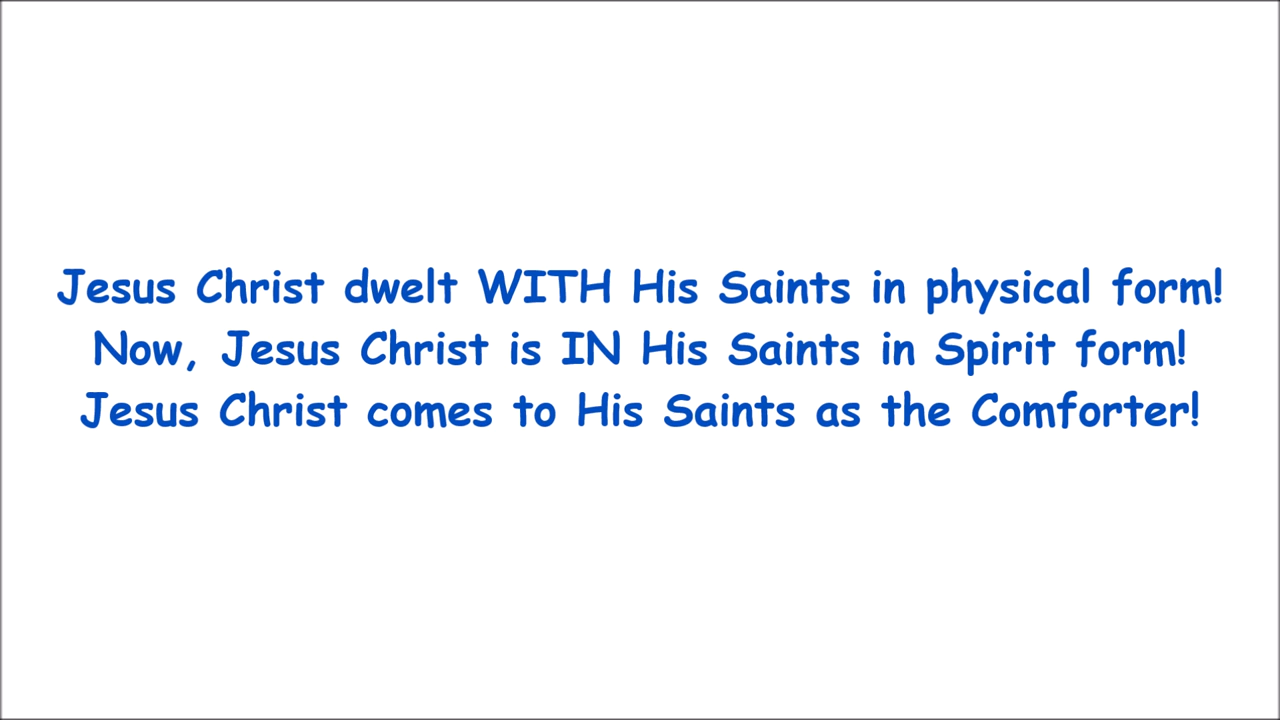 Jesus Christ dwelt WITH His Saints in physical form!
Now, Jesus Christ is IN His Saints in Spirit form!
Jesus Christ comes to His Saints as the Comforter!